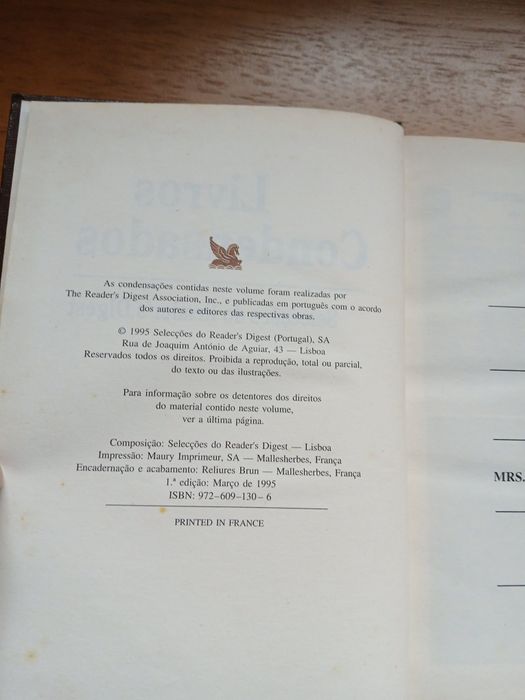 As condensações contidas neste volume foram realizadas por
The Reader's Digest Association, Inc., e publicadas em português com o acordo
dos autores e editores das respectivas obras.
© 1995 Selecções do Reader's Digest (Portugal), SA
Rua de Joaquim António de Aguiar, 43 — Lisboa
Reservados todos os direitos. Proibida a reprodução, total ou parcial,
do texto ou das ilustrações.
Para informação sobre os detentores dos direitos
do material contido neste volume,
ver a última página.
Composição: Selecções do Reader's Digest — Lisboa
Impressão: Maury Imprimeur, SA — Malesherbes, França
Encadernação e acabamento: Reliures Brun — Malesherbes, França
1.ª edição: Março de 1995
ISBN: 972-609-130-6
PRINTED IN FRANCE
MRS.
Livros
Condensados